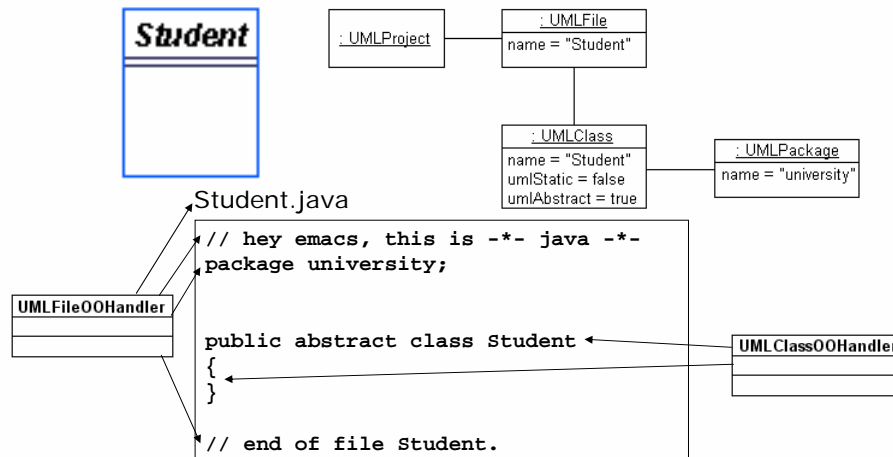 Student
: UMLProject
: UMLFile
name = "Student"
: UMLClass
name = "Student"
umlStatic = false
umlAbstract = true
: UMLPackage
name = "university"
Student.java
// hey emacs, this is -*- java -*-
package university;
UMLFileOOHandler
public abstract class Student
{
}
UMLClassOOHandler
// end of file Student.